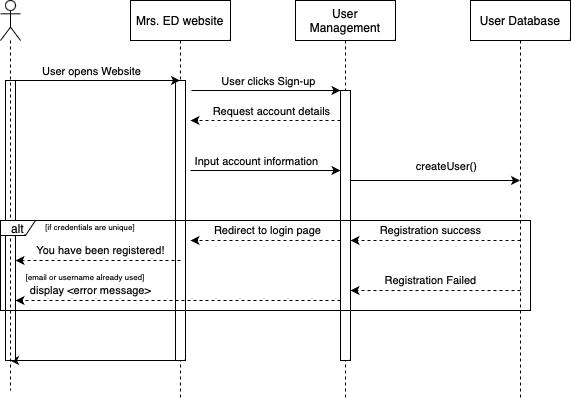 Mrs. ED website
User
Management
User Database
User opens Website
User clicks Sign-up
Request account details
Input account information
createUser()
alt
[if credentials are unique]
Redirect to login page
Registration success
You have been registered!
[email or username already used]
Registration Failed
display <error message>